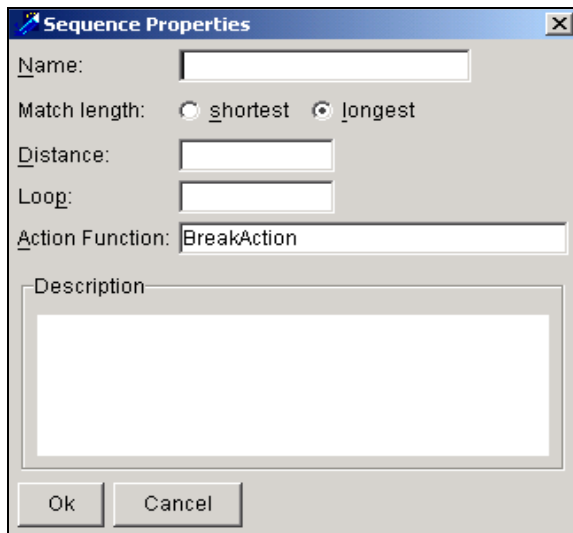 Sequence Properties
Name:
Match length: shortest longest
Distance:
Loop:
Action Function: BreakAction
Description
Ok Cancel